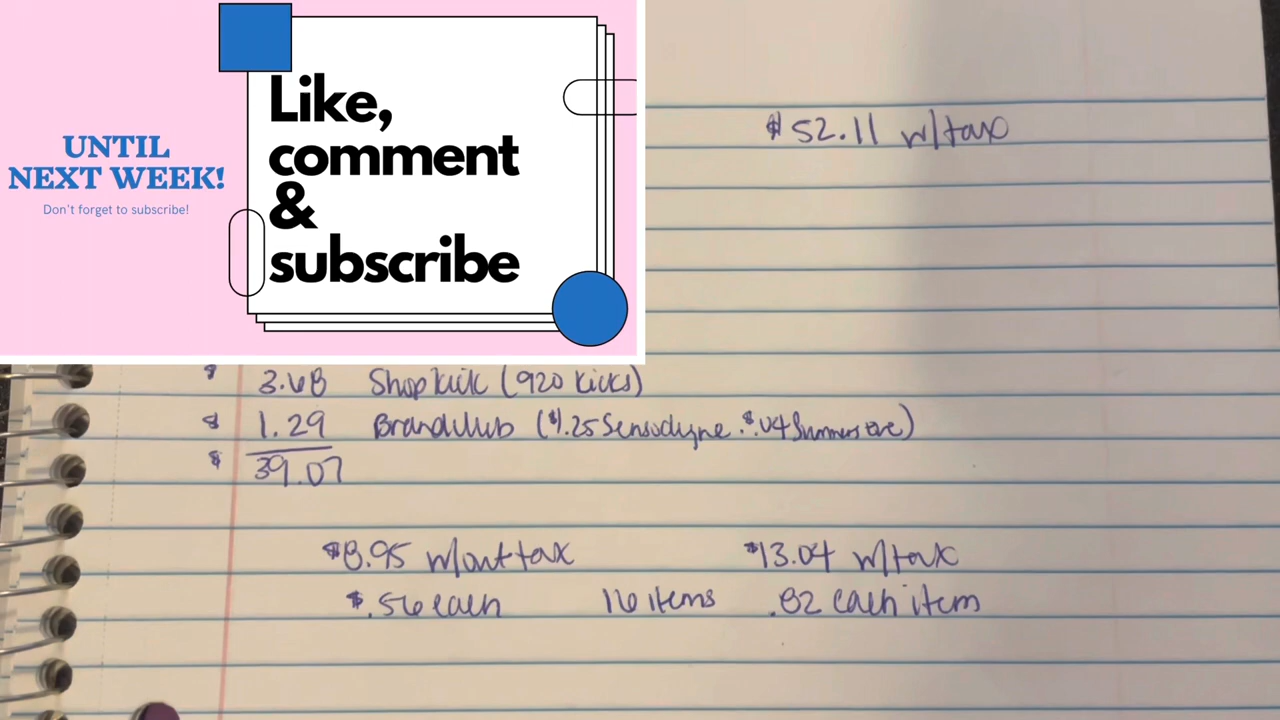 UNTIL
NEXT WEEK!
Don't forget to subscribe!
Like,
comment
&
subscribe
$52.11 w/tax
$ 3.68 Shopkick (920 kicks)
$ 1.29 Brandclub ($1.25 Sensodyne $.04 Summers Eve)
$ 39.07
$8.95 w/out tax $13.04 w/tax
$.56 each 16 items .82 each item